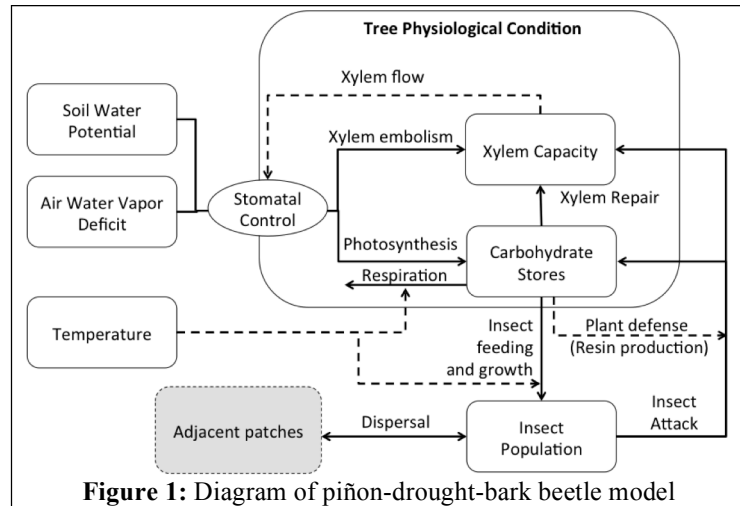 Tree Physiological Condition
Xylem flow
Soil Water
Potential
Xylem embolism
Xylem Capacity
Air Water Vapor
Deficit
Stomatal
Control
Xylem Repair
Photosynthesis
Carbohydrate
Stores
Respiration
Temperature
Insect
feeding
and growth
Plant defense
(Resin production)
Adjacent patches
Dispersal
Insect
Population
Insect
Attack
Figure 1: Diagram of piñon-drought-bark beetle model